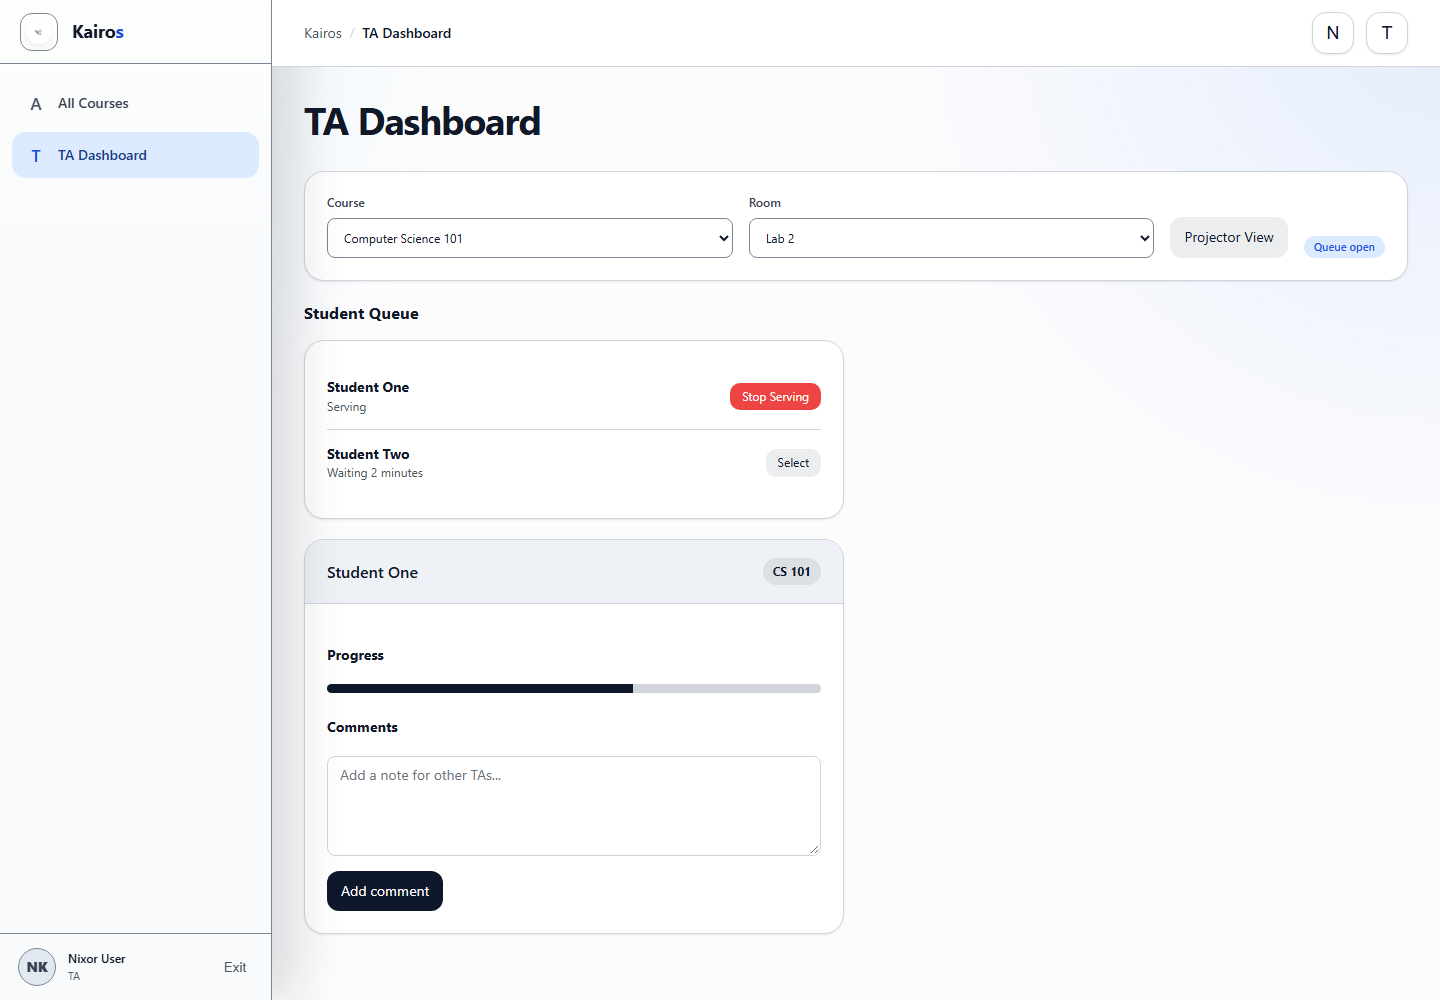 Kairos
Kairos / TA Dashboard
N
T
A All Courses
T TA Dashboard
TA Dashboard
Course
Computer Science 101
Room
Lab 2
Projector View
Queue open
Student Queue
Student One
Serving
Stop Serving
Student Two
Waiting 2 minutes
Select
Student One
CS 101
Progress
Comments
Add a note for other TAs...
Add comment
NK
Nixor User
TA
Exit